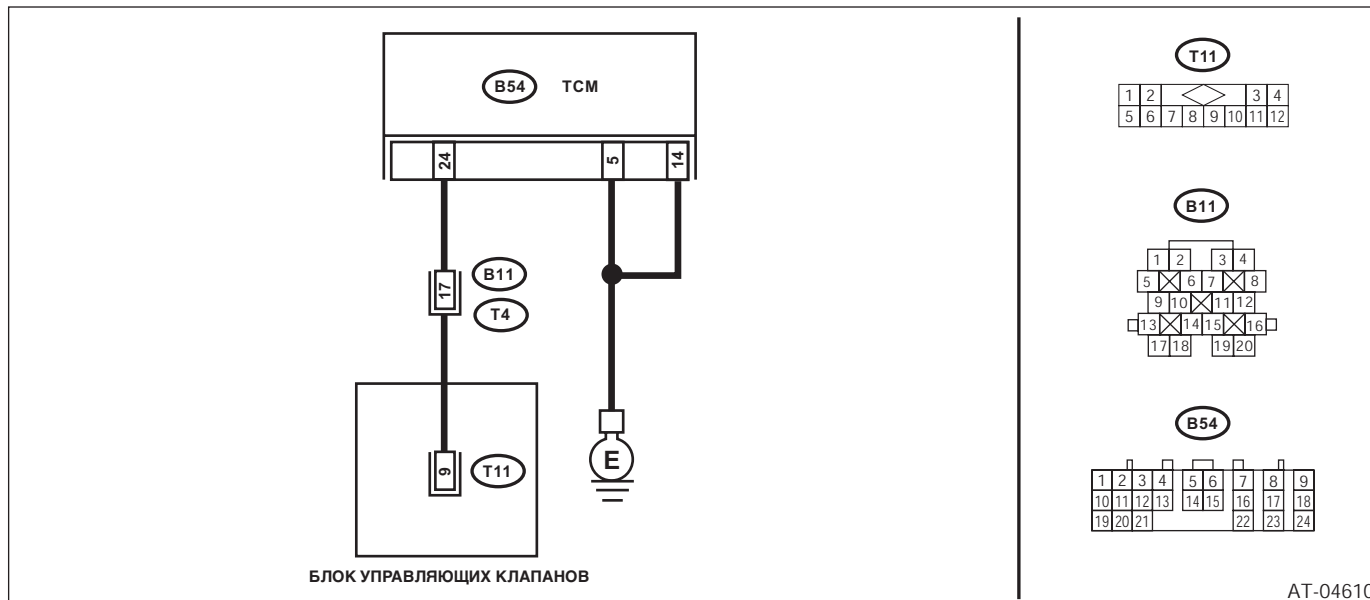 B54 TCM
24 5 14
17
B11
T4
9
T11
E
БЛОК УПРАВЛЯЮЩИХ КЛАПАНОВ
T11
1 2 3 4
5 6 7 8 9 10 11 12
B11
1 2 3 4
5 6 7 8
9 10 11 12
13 14 15 16
17 18 19 20
B54
1 2 3 4 5 6 7 8 9
10 11 12 13 14 15 16 17 18
19 20 21 22 23 24
AT-04610